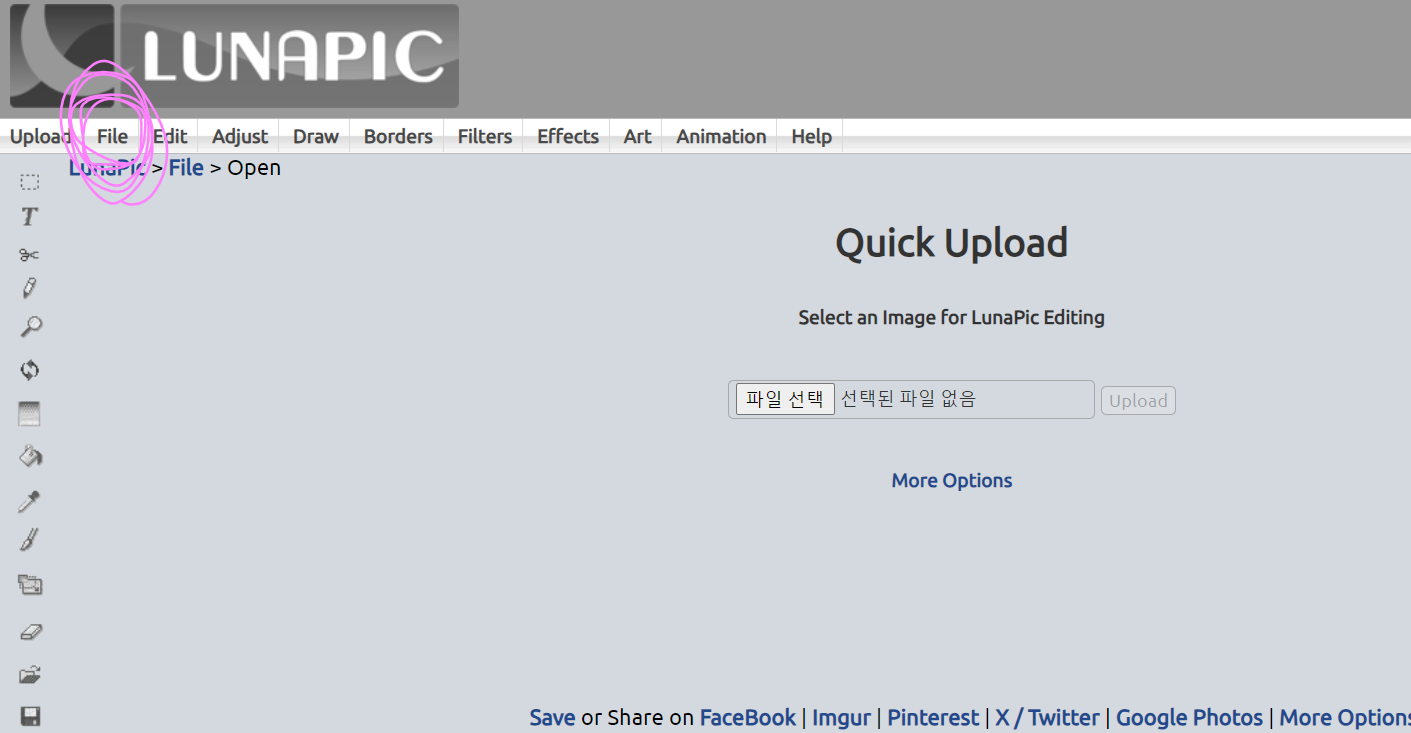 LUNAPIC
Upload File Edit Adjust Draw Borders Filters Effects Art Animation Help
LunaPic > File > Open
T
Quick Upload
Select an Image for LunaPic Editing
파일 선택 선택된 파일 없음 Upload
More Options
Save or Share on FaceBook | Imgur | Pinterest | X / Twitter | Google Photos | More Options